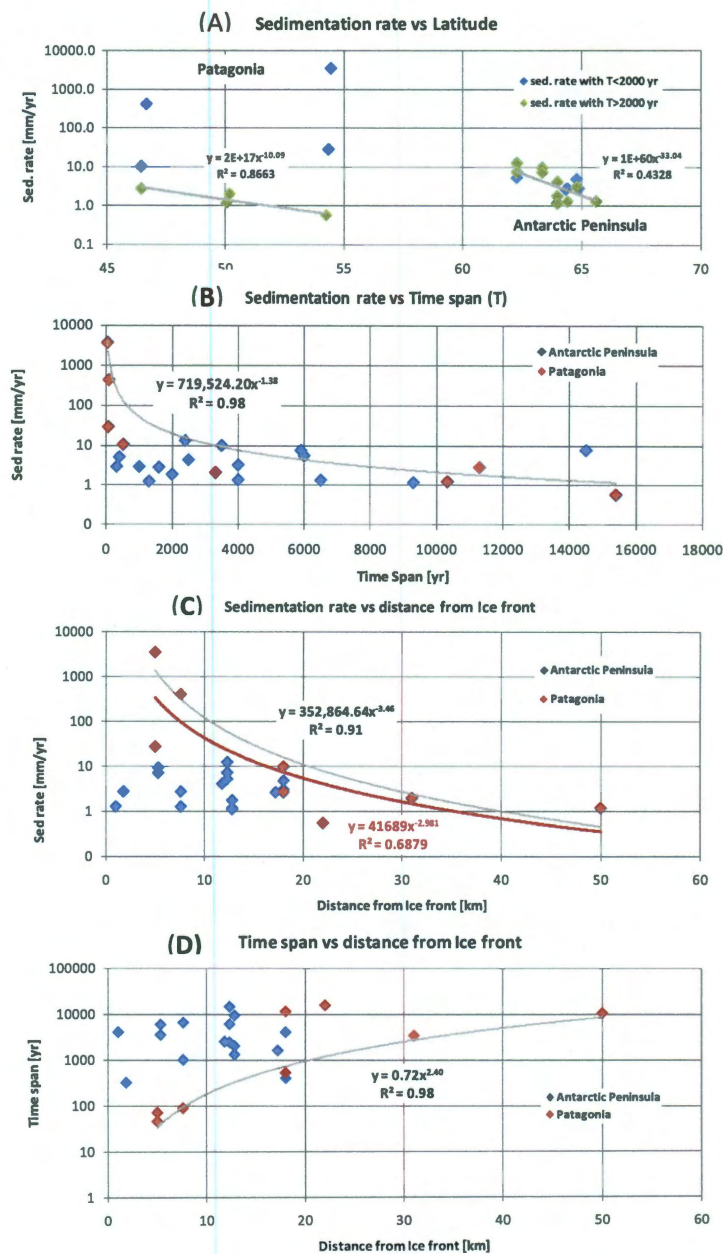 (A) Sedimentation rate vs Latitude
10000.0
1000.0
100.0
10.0
1.0
0.1
Sed. rate [mm/yr]
Patagonia
sed. rate with T<2000 yr
sed. rate with T>2000 yr
y = 2E+17x^-10.09
R² = 0.8663
y = 1E+60x^-33.04
R² = 0.4328
Antarctic Peninsula
45 50 55 60 65 70
(B) Sedimentation rate vs Time span (T)
10000
1000
100
10
1
0
Sed rate [mm/yr]
Antarctic Peninsula
Patagonia
y = 719,524.20x^-1.38
R² = 0.98
0 2000 4000 6000 8000 10000 12000 14000 16000 18000
Time Span [yr]
(C) Sedimentation rate vs distance from Ice front
10000
1000
100
10
1
0
Sed rate [mm/yr]
Antarctic Peninsula
Patagonia
y = 352,864.64x^-3.46
R² = 0.91
y = 41689x^-2.981
R² = 0.6879
0 10 20 30 40 50 60
Distance from Ice front [km]
(D) Time span vs distance from Ice front
100000
10000
1000
100
10
1
Time span [yr]
y = 0.72x^2.40
R² = 0.98
Antarctic Peninsula
Patagonia
0 10 20 30 40 50 60
Distance from Ice front [km]